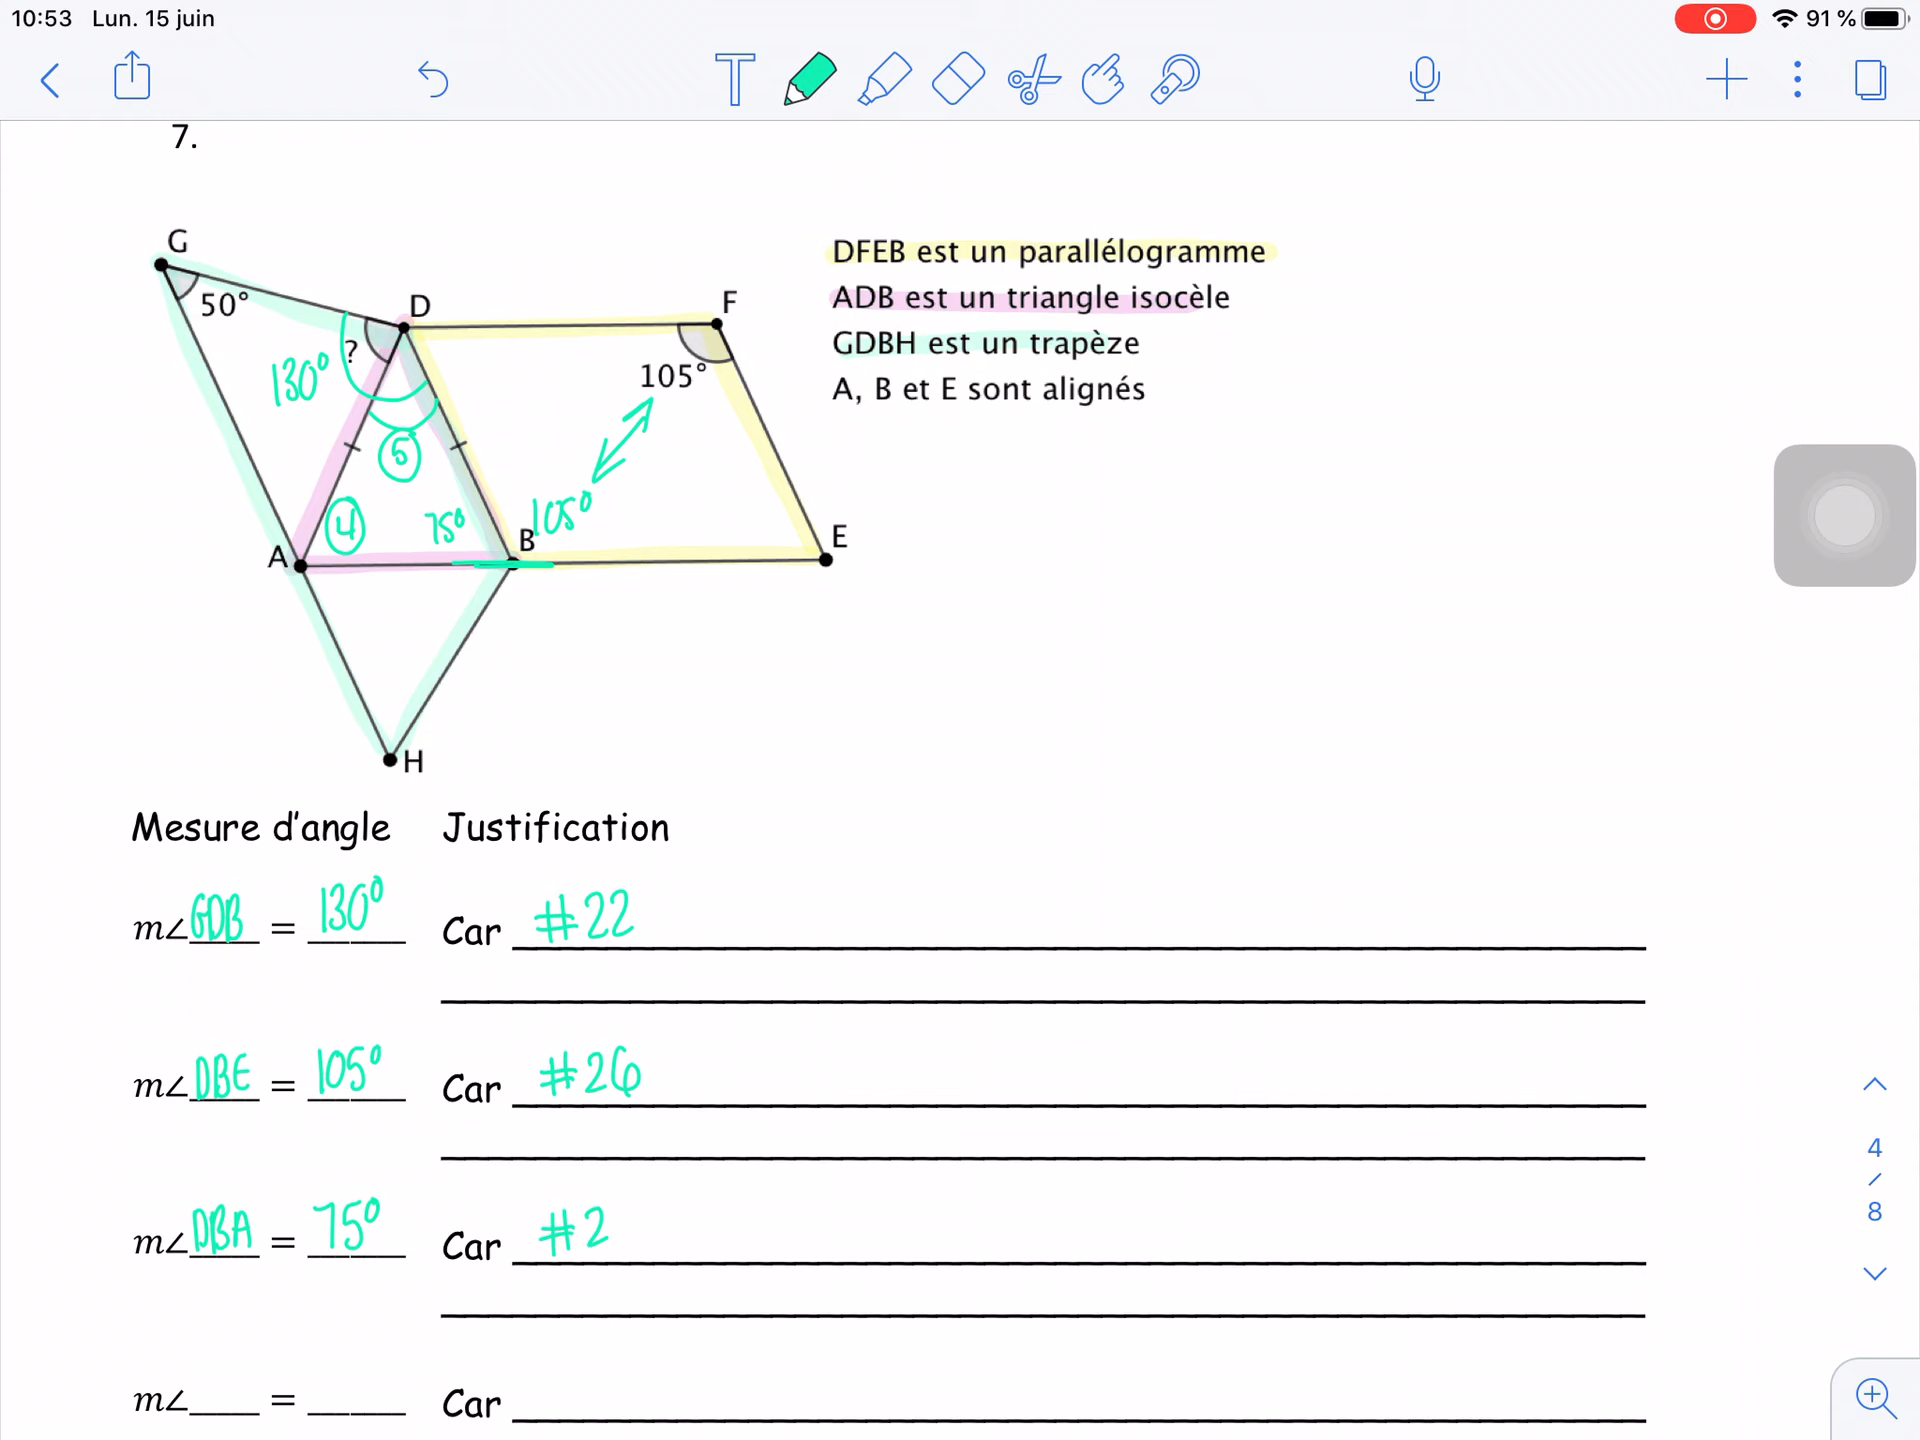 10:53 Lun. 15 juin 91 %
7.
G
50°
D
F
?
130°
105°
5
4
75°
105°
A
B
E
H
DFEB est un parallélogramme
ADB est un triangle isocèle
GDBH est un trapèze
A, B et E sont alignés
Mesure d'angle Justification
m∠GDB = 130° Car #22
m∠DBE = 105° Car #26
m∠DBA = 75° Car #2
m∠____ = ____ Car
4
/
8